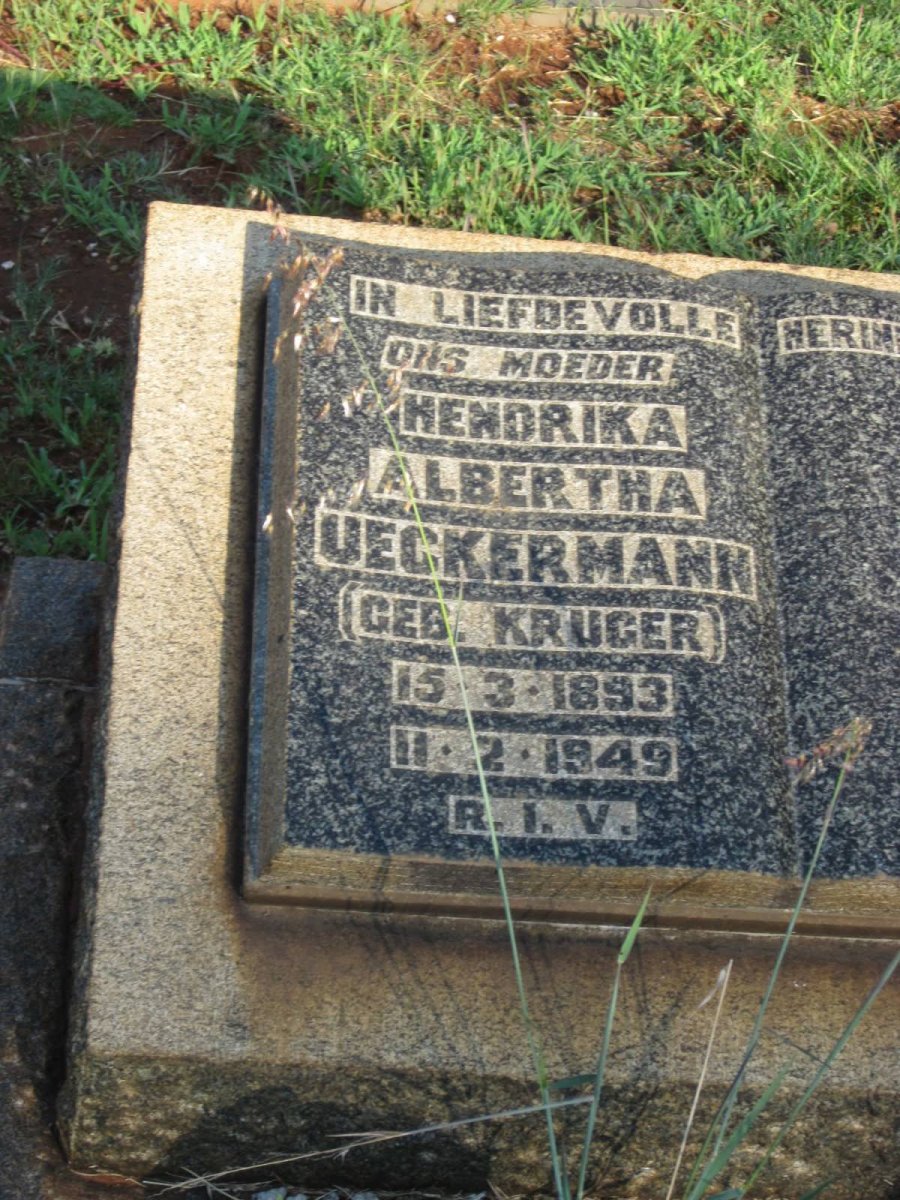 IN LIEFDEVOLLE
ONS MOEDER
HENDRIKA
ALBERTHA
UECKERMANN
(GEB. KRUGER)
15·3·1893
11·2·1949
R.I.V.